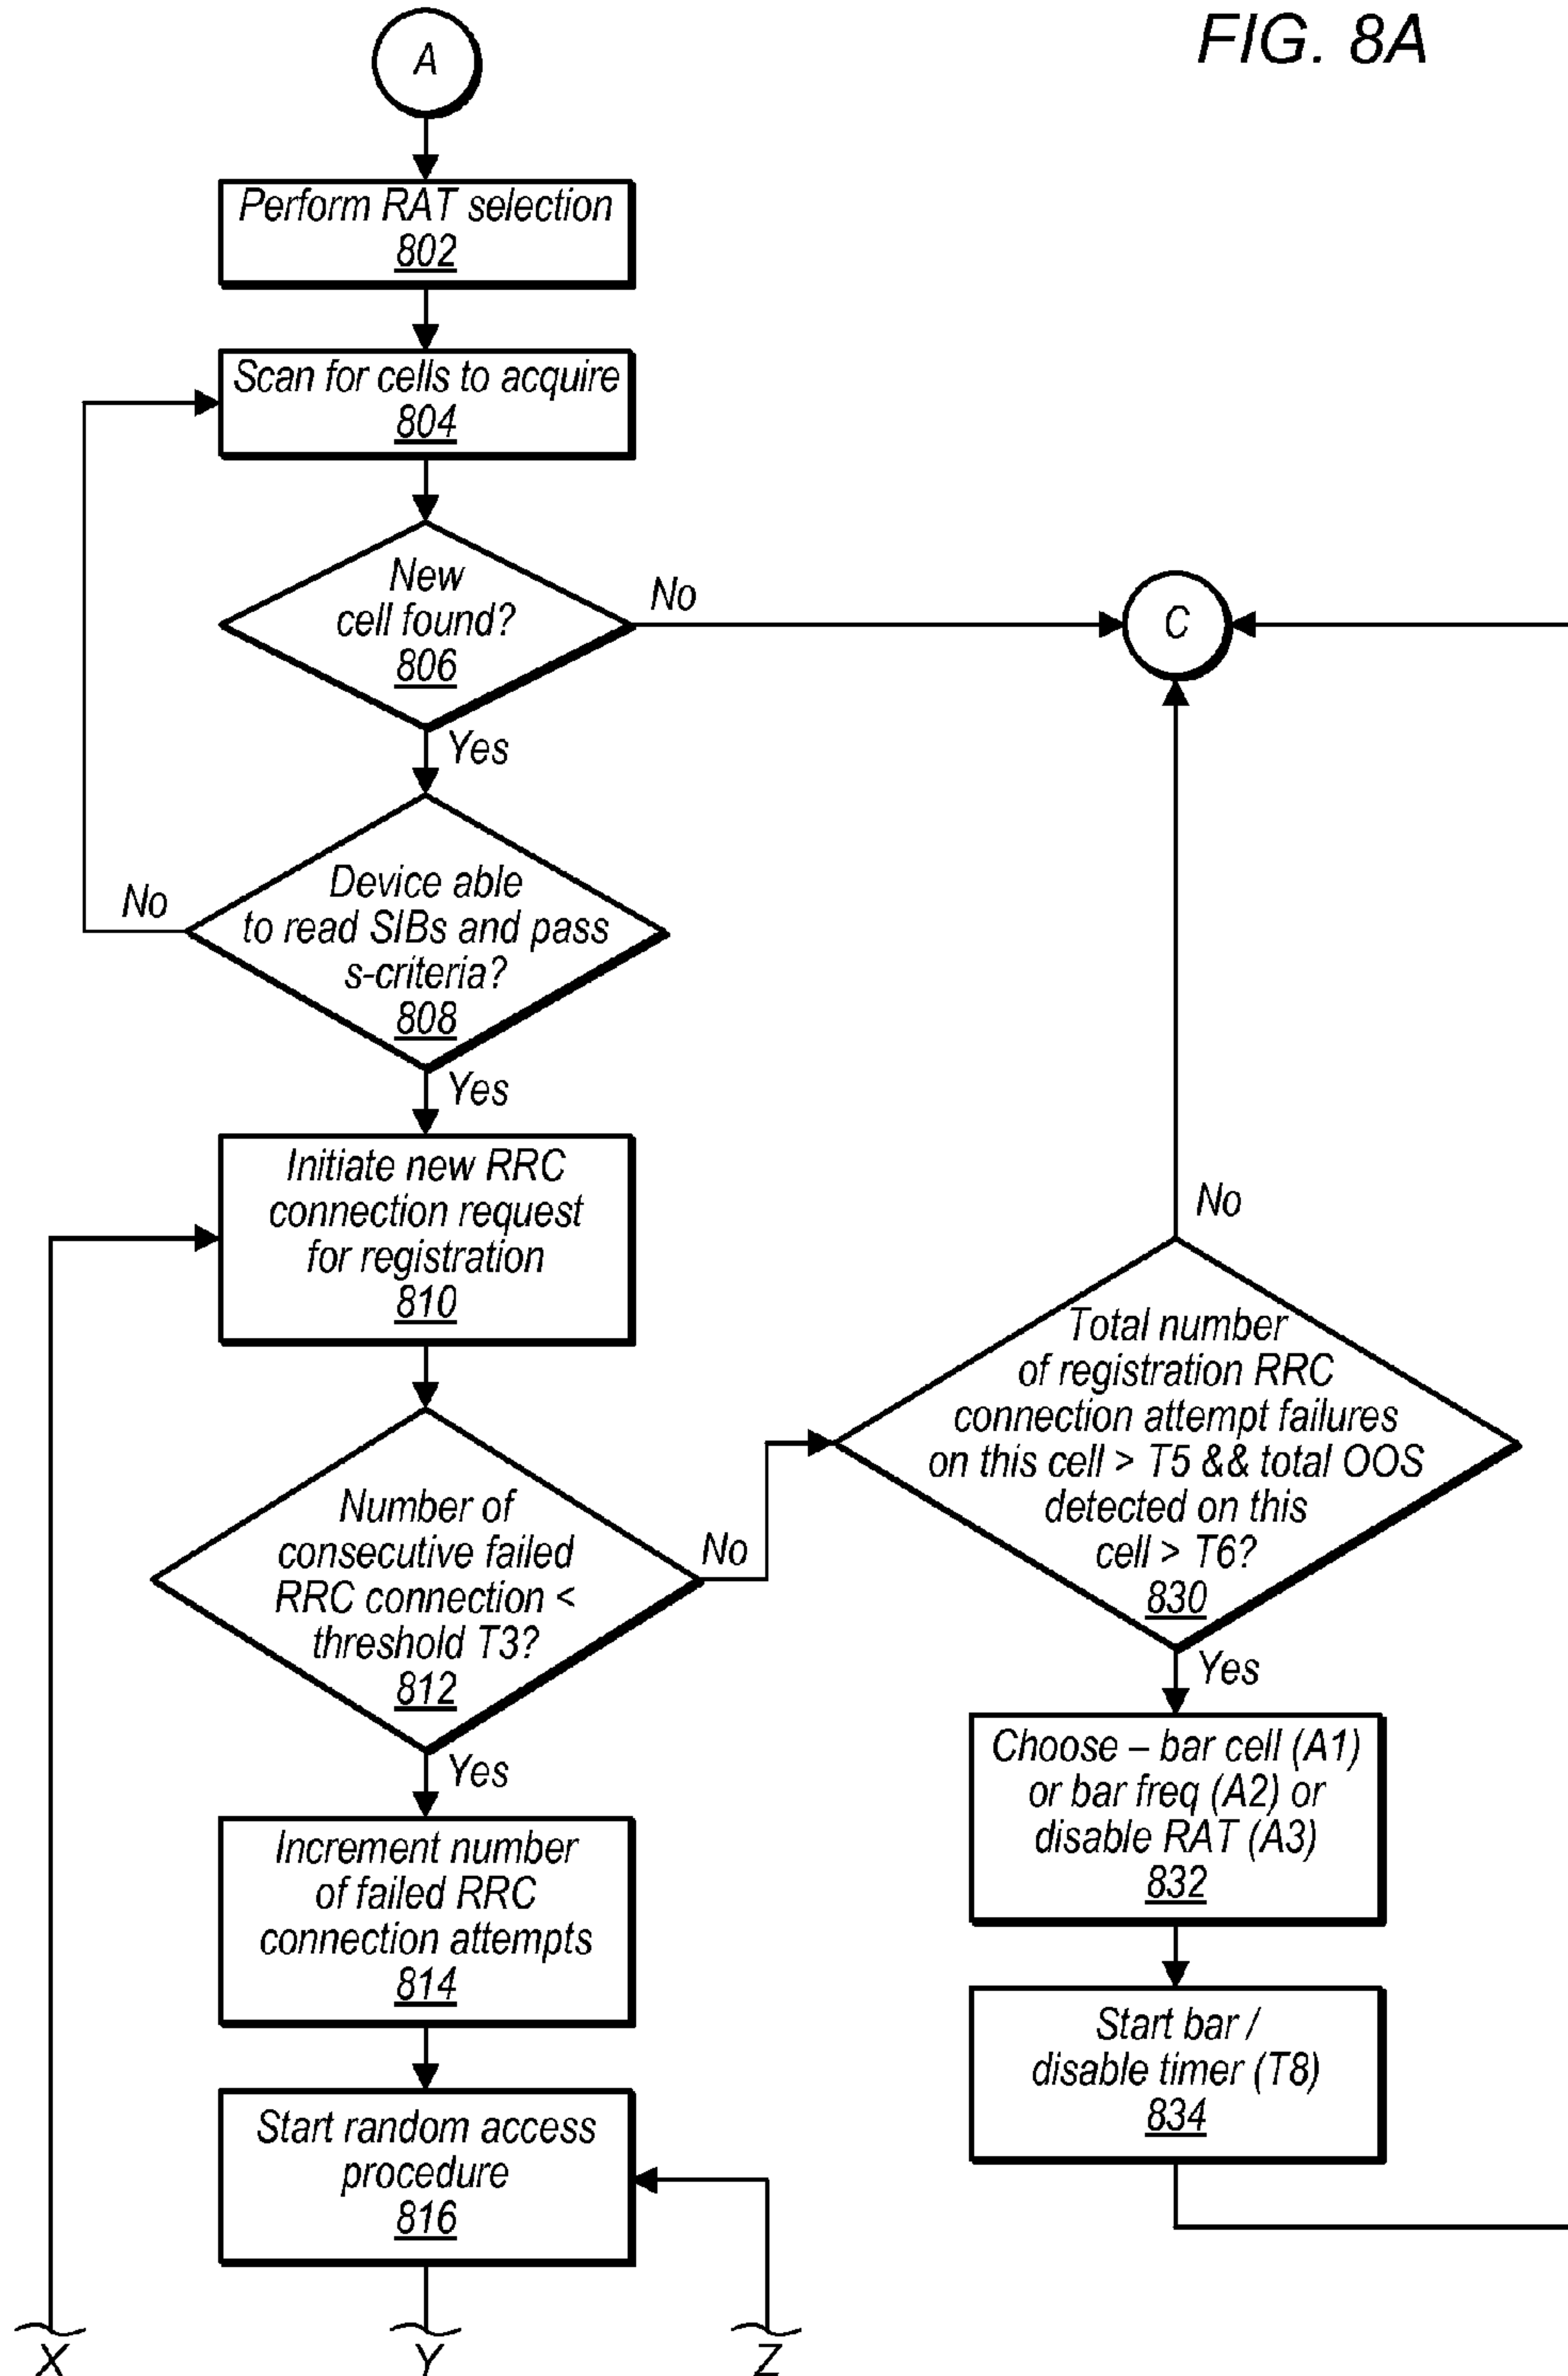 FIG. 8A
A
Perform RAT selection
802
Scan for cells to acquire
804
New
cell found?
806
No
C
Yes
Device able
to read SIBs and pass
s-criteria?
808
No
Yes
Initiate new RRC
connection request
for registration
810
Number of
consecutive failed
RRC connection <
threshold T3?
812
No
Yes
Increment number
of failed RRC
connection attempts
814
Start random access
procedure
816
No
Total number
of registration RRC
connection attempt failures
on this cell > T5 && total OOS
detected on this
cell > T6?
830
Yes
Choose – bar cell (A1)
or bar freq (A2) or
disable RAT (A3)
832
Start bar /
disable timer (T8)
834
X
Y
Z